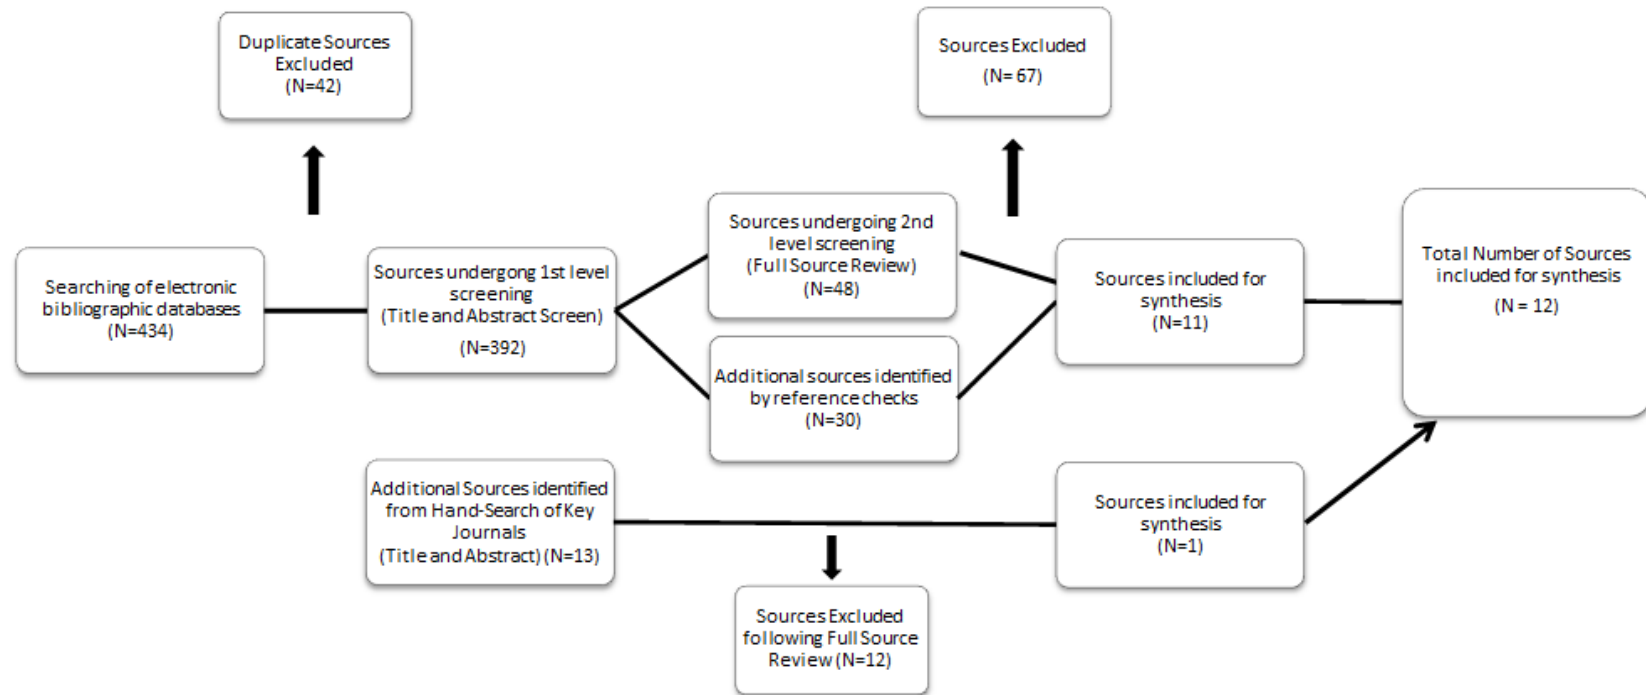 Duplicate Sources
Excluded
(N=42)
Sources Excluded
(N= 67)
Searching of electronic
bibliographic databases
(N=434)
Sources undergong 1st level
screening
(Title and Abstract Screen)
(N=392)
Sources undergoing 2nd
level screening
(Full Source Review)
(N=48)
Additional sources identified
by reference checks
(N=30)
Sources included for
synthesis
(N=11)
Total Number of Sources
included for synthesis
(N = 12)
Additional Sources identified
from Hand-Search of Key
Journals
(Title and Abstract) (N=13)
Sources included for
synthesis
(N=1)
Sources Excluded
following Full Source
Review (N=12)